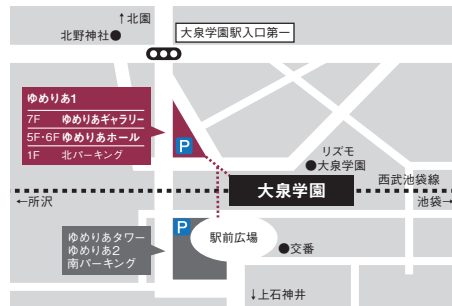 ↑北園
北野神社●
大泉学園駅入口第一
ゆめりあ1
7F ゆめりあギャラリー
5F・6F ゆめりあホール
1F 北パーキング
P
リズモ
●大泉学園
西武池袋線
大泉学園
←所沢
池袋→
P
駅前広場
ゆめりあタワー
ゆめりあ2
南パーキング
●交番
↓上石神井